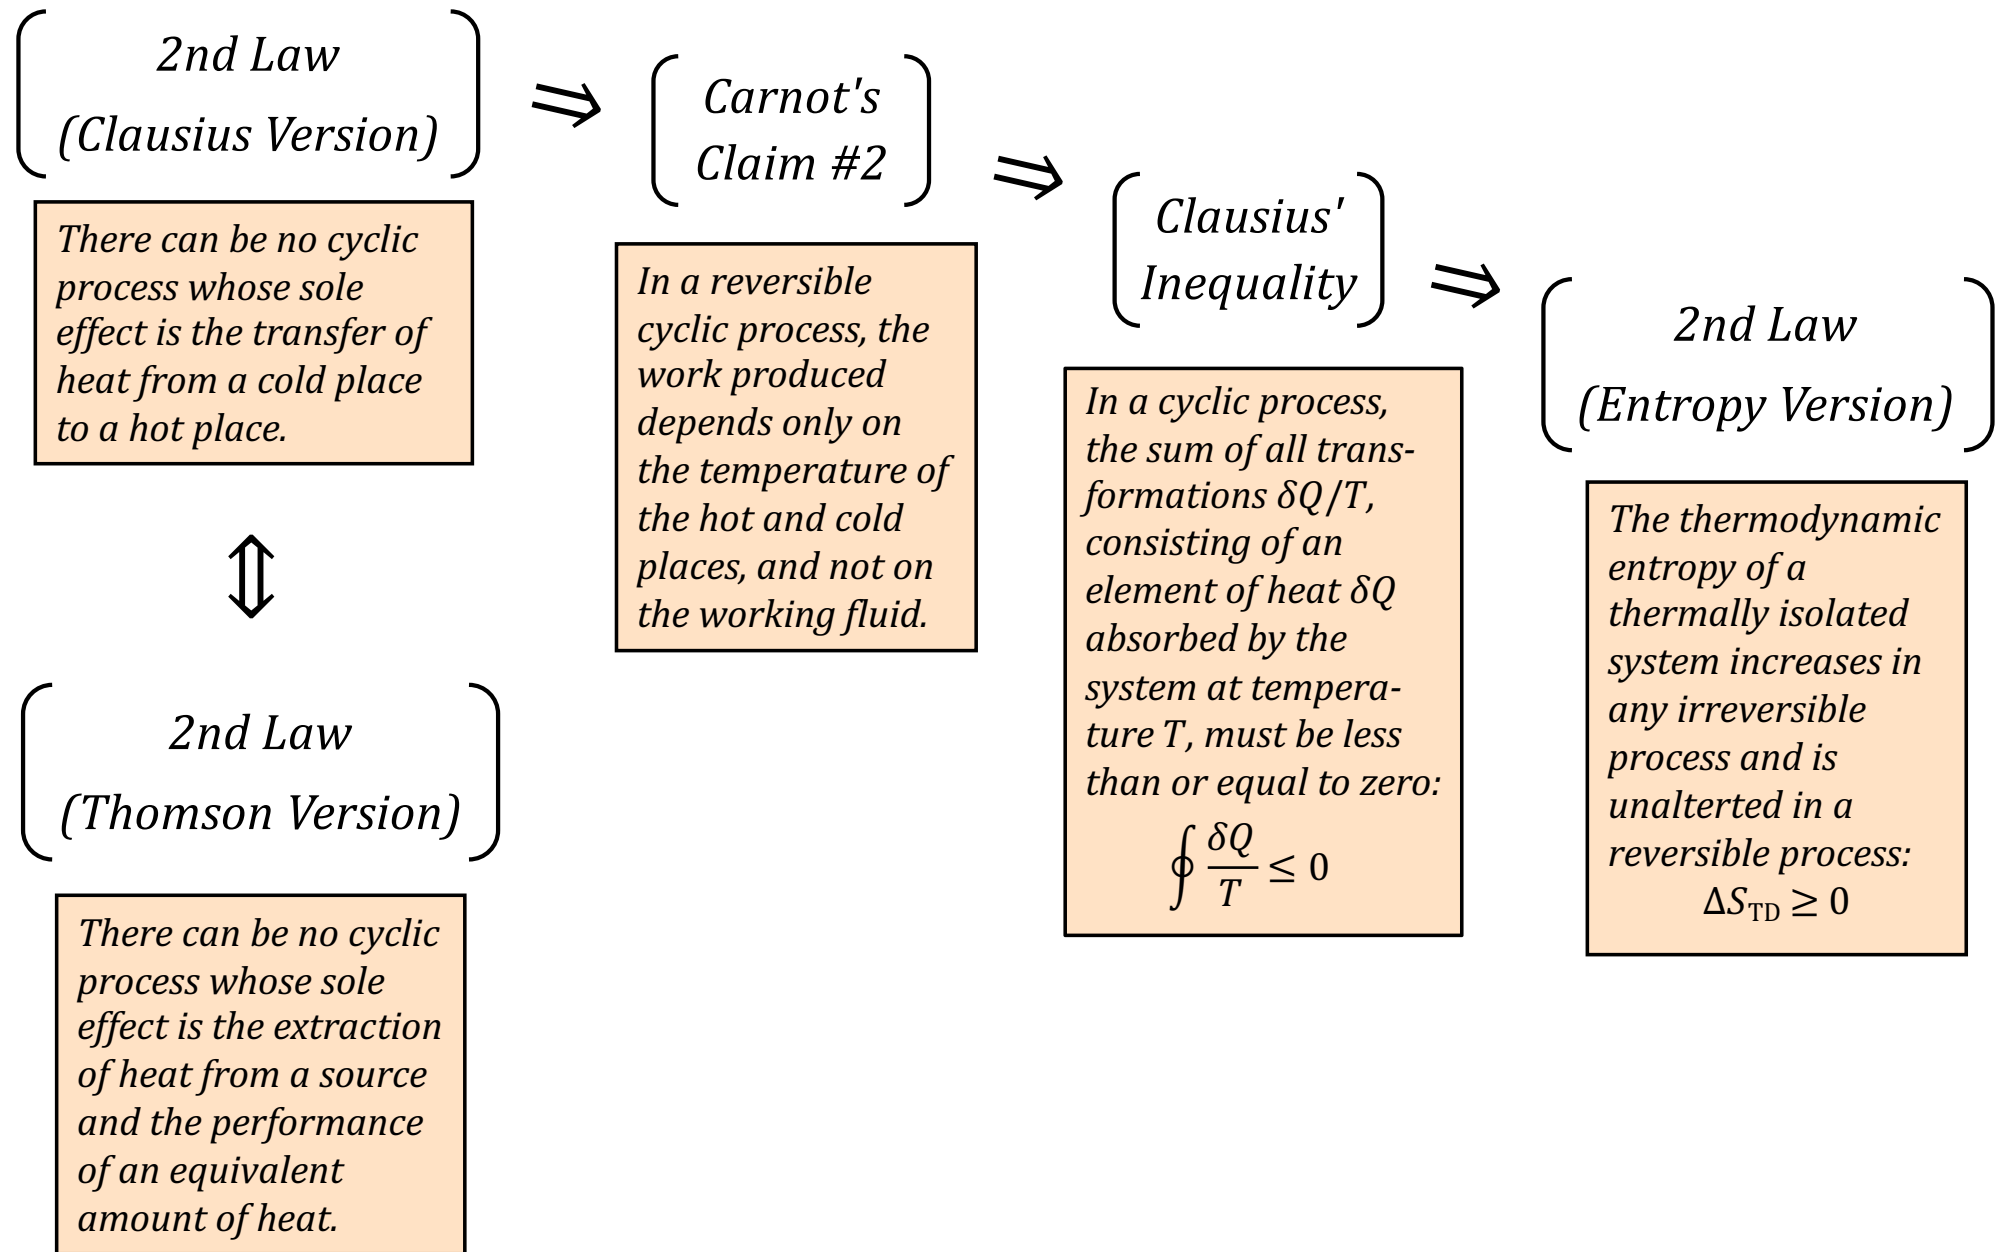 2nd Law
(Clausius Version)
There can be no cyclic
process whose sole
effect is the transfer of
heat from a cold place
to a hot place.
⇕
2nd Law
(Thomson Version)
There can be no cyclic
process whose sole
effect is the extraction
of heat from a source
and the performance
of an equivalent
amount of heat.
⇒
Carnot's
Claim #2
In a reversible
cyclic process, the
work produced
depends only on
the temperature of
the hot and cold
places, and not on
the working fluid.
⇒
Clausius'
Inequality
In a cyclic process,
the sum of all trans-
formations δQ/T,
consisting of an
element of heat δQ
absorbed by the
system at tempera-
ture T, must be less
than or equal to zero:
∮ δQ/T ≤ 0
⇒
2nd Law
(Entropy Version)
The thermodynamic
entropy of a
thermally isolated
system increases in
any irreversible
process and is
unalterted in a
reversible process:
ΔS_TD ≥ 0